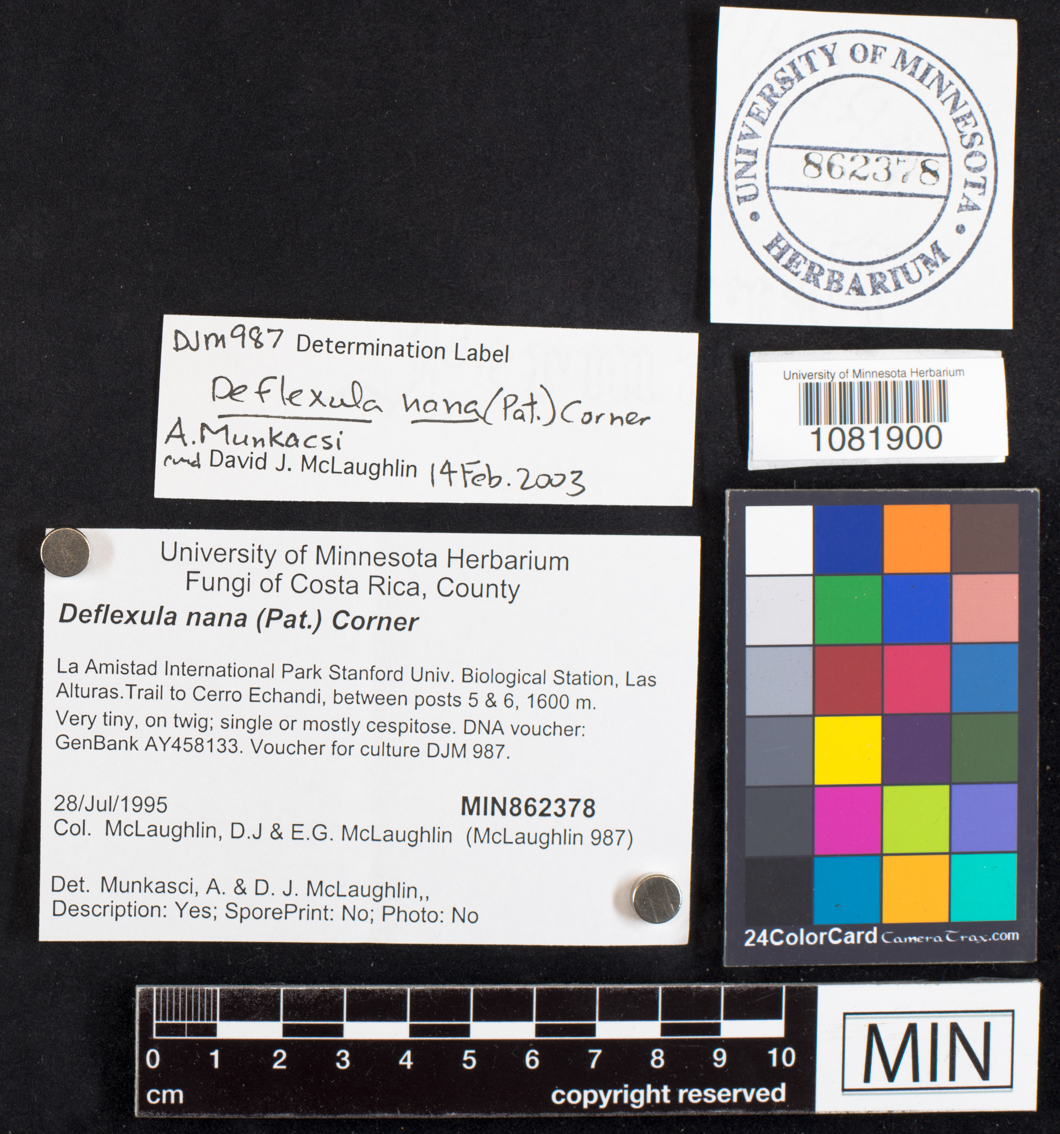 UNIVERSITY OF MINNESOTA
862378
HERBARIUM
DJM987 Determination Label
Deflexula nana (Pat.) Corner
A. Munkacsi
and David J. McLaughlin 14 Feb. 2003
University of Minnesota Herbarium
1081900
University of Minnesota Herbarium
Fungi of Costa Rica, County
Deflexula nana (Pat.) Corner
La Amistad International Park Stanford Univ. Biological Station, Las
Alturas.Trail to Cerro Echandi, between posts 5 & 6, 1600 m.
Very tiny, on twig; single or mostly cespitose. DNA voucher:
GenBank AY458133. Voucher for culture DJM 987.
28/Jul/1995 MIN862378
Col. McLaughlin, D.J & E.G. McLaughlin (McLaughlin 987)
Det. Munkasci, A. & D. J. McLaughlin,,
Description: Yes; SporePrint: No; Photo: No
24ColorCard CameraTrax.com
0 1 2 3 4 5 6 7 8 9 10
cm copyright reserved
MIN